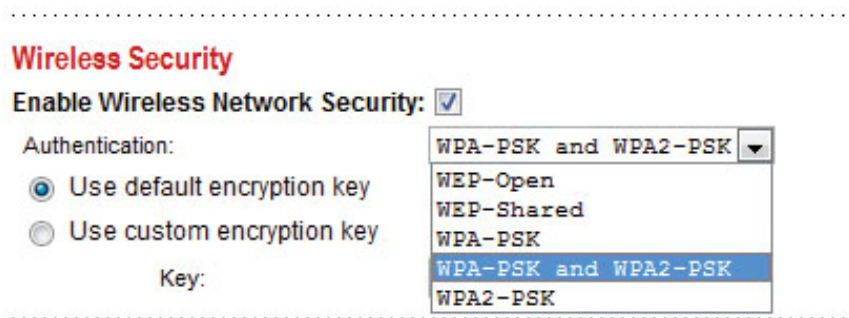 Wireless Security
Enable Wireless Network Security:
Authentication: WPA-PSK and WPA2-PSK
WEP-Open
Use default encryption key
WEP-Shared
Use custom encryption key
WPA-PSK
WPA-PSK and WPA2-PSK
Key:
WPA2-PSK